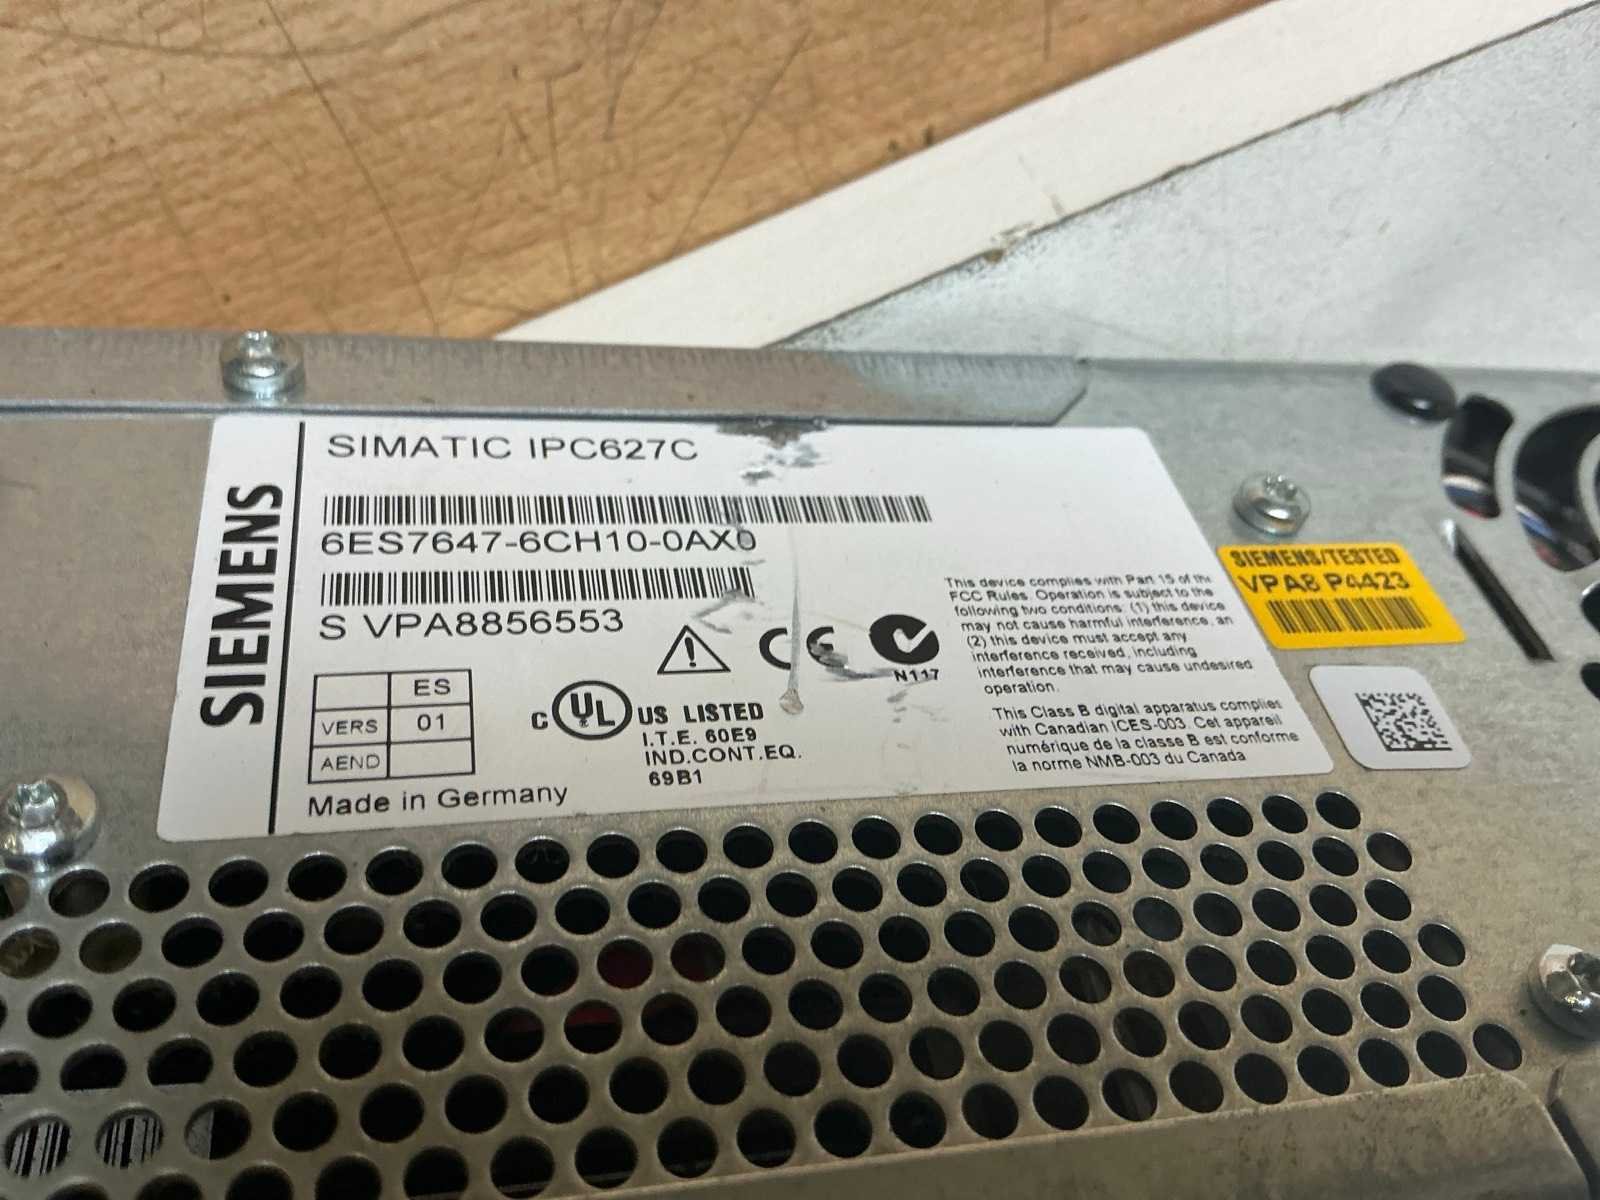 SIEMENS
SIMATIC IPC627C
6ES7647-6CH10-0AX0
S VPA8856553
ES
VERS 01
AEND
Made in Germany
C UL US LISTED
I.T.E. 60E9
IND.CONT.EQ.
69B1
CE
N117
This device complies with Part 15 of the
FCC Rules. Operation is subject to the
following two conditions: (1) this device
may not cause harmful interference, an
(2) this device must accept any
interference received, including
interference that may cause undesired
operation.
This Class B digital apparatus complies
with Canadian ICES-003. Cet appareil
numérique de la classe B est conforme
la norme NMB-003 du Canada
SIEMENS/TESTED
VPA8 P4423